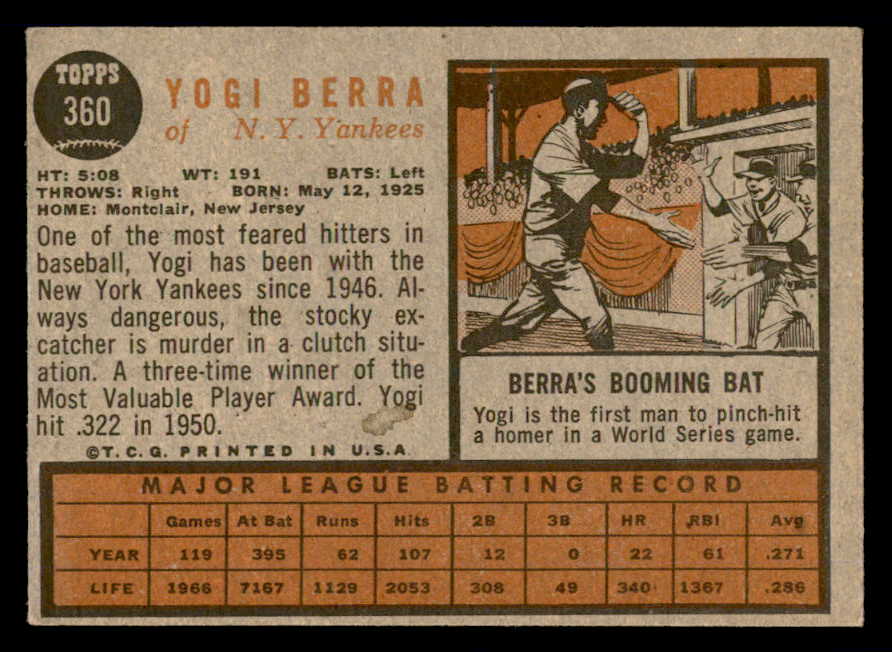 TOPPS
360
YOGI BERRA
of N. Y. Yankees
HT: 5:08 WT: 191 BATS: Left
THROWS: Right BORN: May 12, 1925
HOME: Montclair, New Jersey
One of the most feared hitters in
baseball, Yogi has been with the
New York Yankees since 1946. Al-
ways dangerous, the stocky ex-
catcher is murder in a clutch situ-
ation. A three-time winner of the
Most Valuable Player Award. Yogi
hit .322 in 1950.
©T.C.G. PRINTED IN U.S.A.
BERRA'S BOOMING BAT
Yogi is the first man to pinch-hit
a homer in a World Series game.
MAJOR LEAGUE BATTING RECORD
Games At Bat Runs Hits 2B 3B HR RBI Avg
YEAR 119 395 62 107 12 0 22 61 .271
LIFE 1966 7167 1129 2053 308 49 340 1367 .286